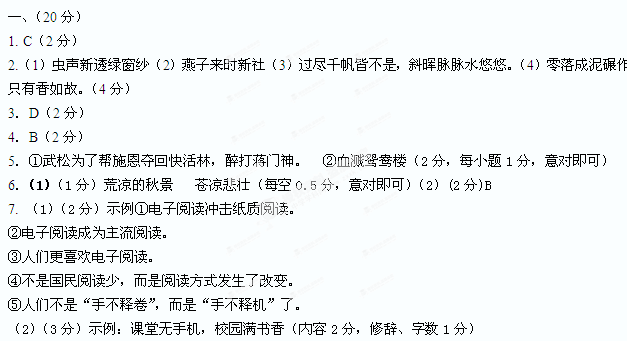 一、（20分）
1. C（2分）
2.（1）虫声新透绿窗纱（2）燕子来时新社（3）过尽千帆皆不是，斜晖脉脉水悠悠。（4）零落成泥碾作
只有香如故。（4分）
3．D（2分）
4．B（2分）
5．①武松为了帮施恩夺回快活林，醉打蒋门神。 ②血溅鸳鸯楼（2分，每小题1分，意对即可）
6．（1）（1分）荒凉的秋景 苍凉悲壮（每空0.5分，意对即可）（2）（2分）B
7. （1）（2分）示例①电子阅读冲击纸质阅读。
②电子阅读成为主流阅读。
③人们更喜欢电子阅读。
④不是国民阅读少，而是阅读方式发生了改变。
⑤人们不是“手不释卷”，而是“手不释机”了。
（2）（3分）示例：课堂无手机，校园满书香（内容2分，修辞、字数1分）